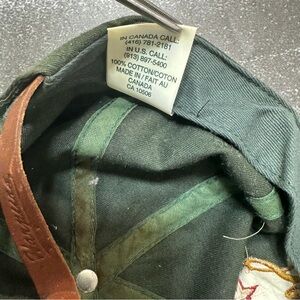 IN CANADA CALL:
(416) 781-2181
IN U.S. CALL:
(913) 897-5400
100% COTTON/COTON
MADE IN / FAIT AU
CANADA
CA 10506